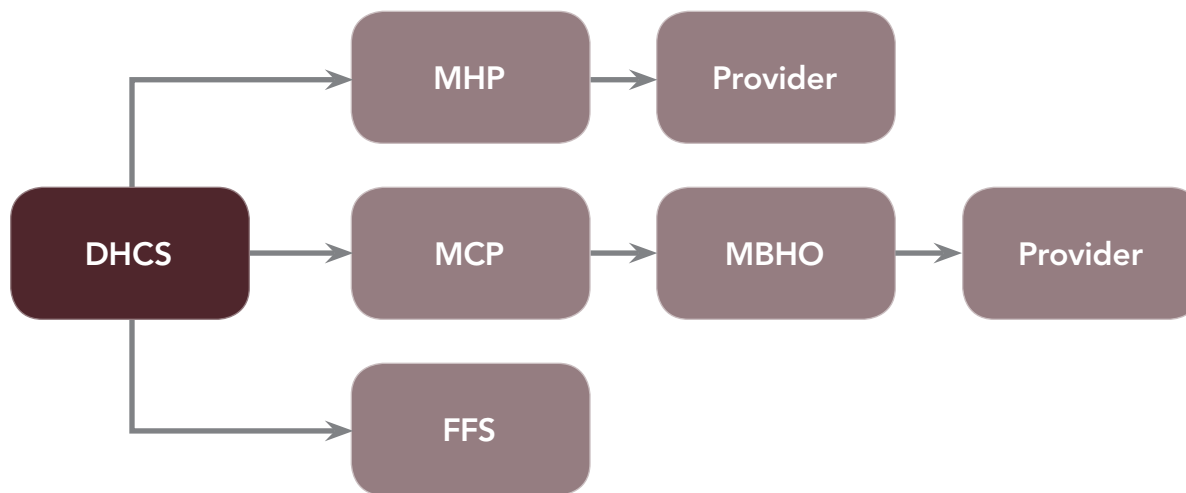 MHP
Provider
DHCS
MCP
MBHO
Provider
FFS